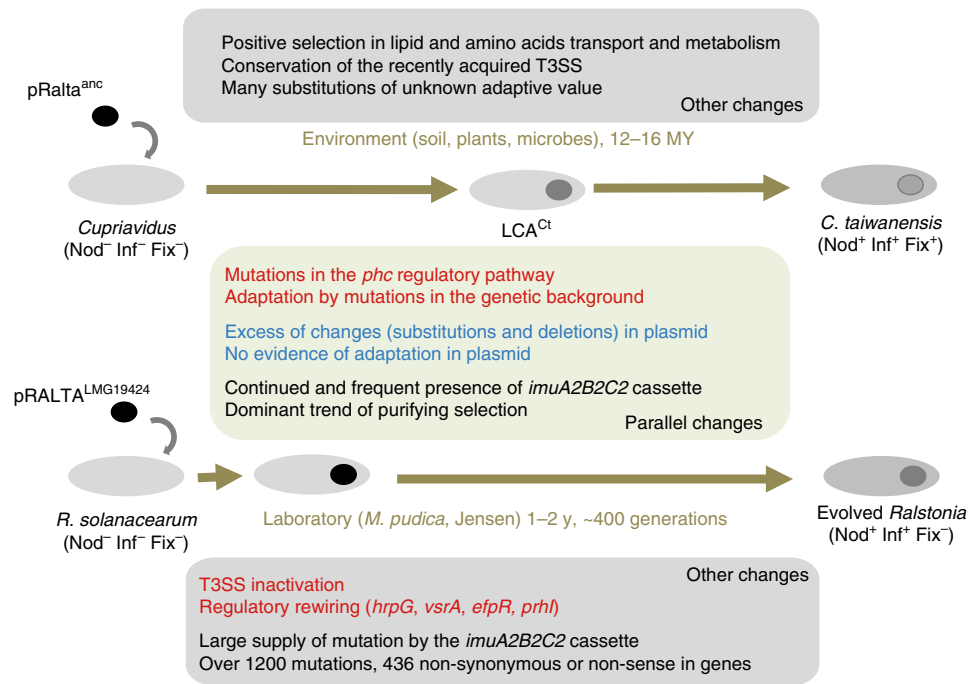 Positive selection in lipid and amino acids transport and metabolism
Conservation of the recently acquired T3SS
Many substitutions of unknown adaptive value
Other changes
pRalta^anc
Environment (soil, plants, microbes), 12–16 MY
Cupriavidus
(Nod⁻ Inf⁻ Fix⁻)
LCA^Ct
C. taiwanensis
(Nod⁺ Inf⁺ Fix⁺)
Mutations in the phc regulatory pathway
Adaptation by mutations in the genetic background
Excess of changes (substitutions and deletions) in plasmid
No evidence of adaptation in plasmid
Continued and frequent presence of imuA2B2C2 cassette
Dominant trend of purifying selection
Parallel changes
pRALTA^LMG19424
R. solanacearum
(Nod⁻ Inf⁻ Fix⁻)
Laboratory (M. pudica, Jensen) 1–2 y, ~400 generations
Evolved Ralstonia
(Nod⁺ Inf⁺ Fix⁻)
Other changes
T3SS inactivation
Regulatory rewiring (hrpG, vsrA, efpR, prhI)
Large supply of mutation by the imuA2B2C2 cassette
Over 1200 mutations, 436 non-synonymous or non-sense in genes